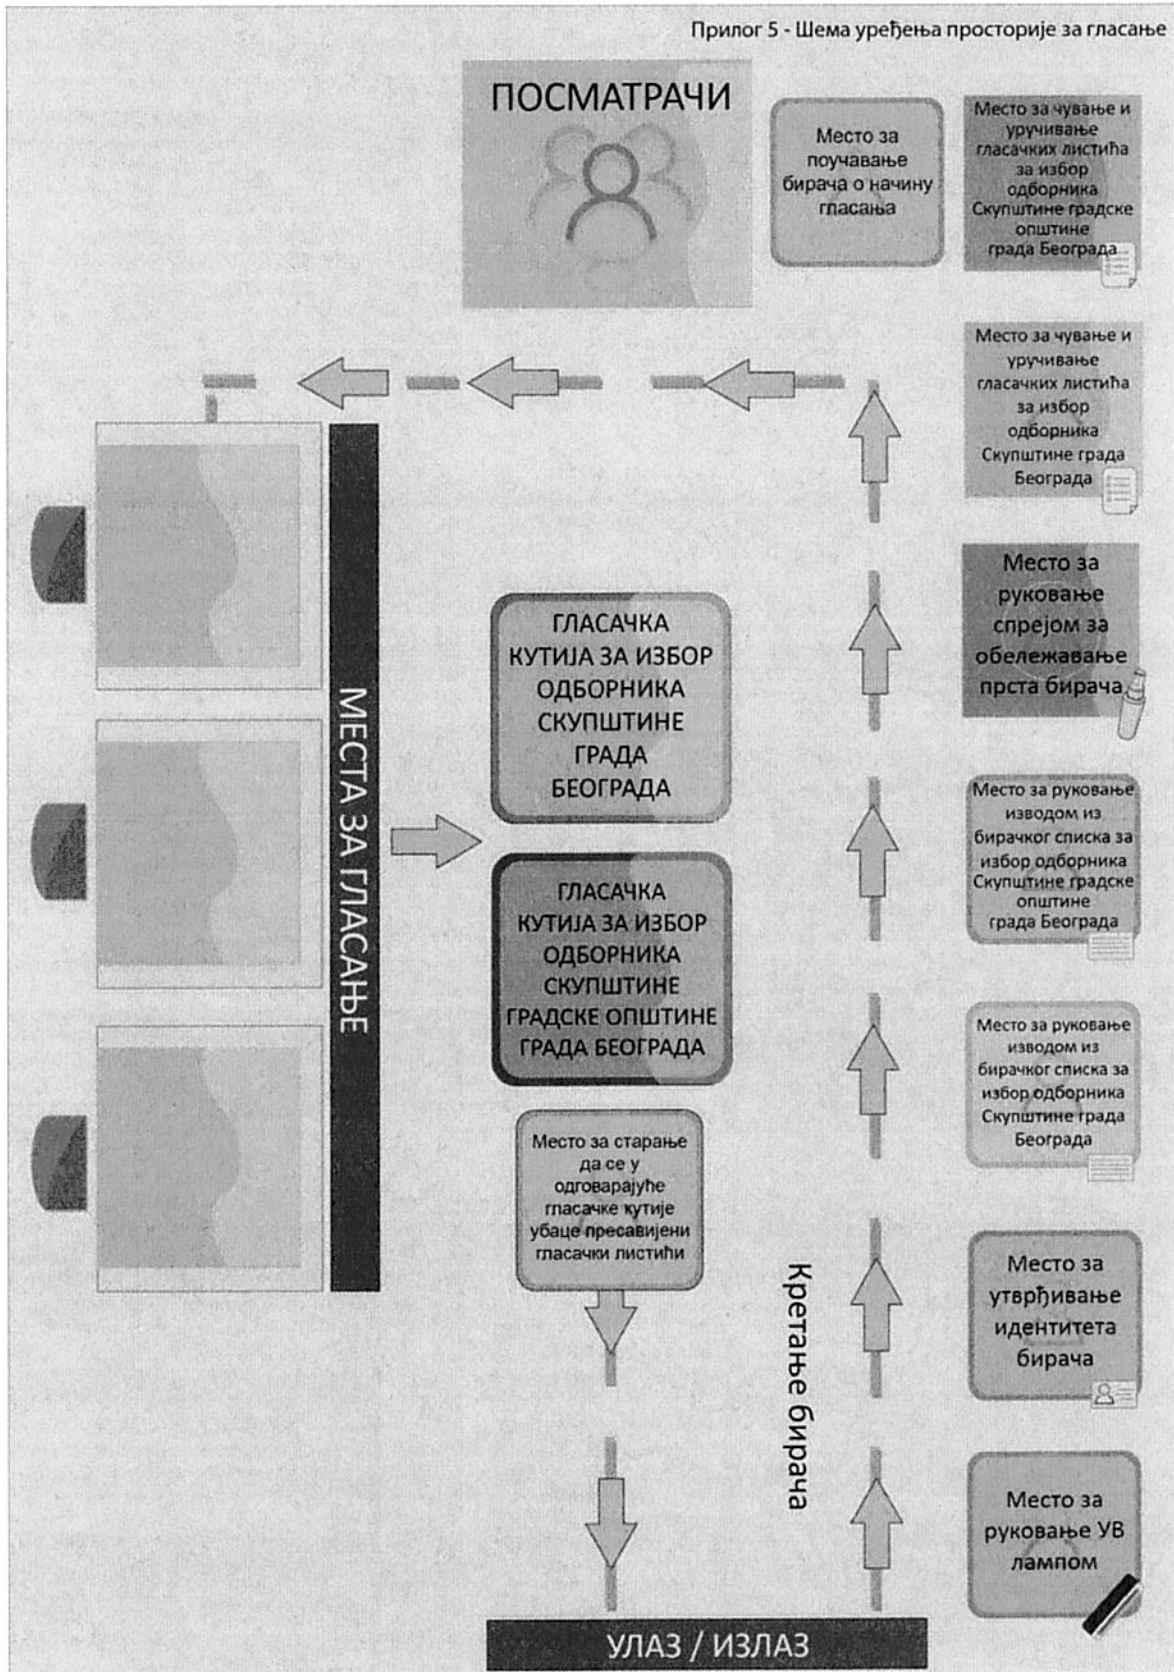 Прилог 5 - Шема уређења просторије за гласање
ПОСМАТРАЧИ
Место за
поучавање
бирача о начину
гласања
Место за чување и
уручивање
гласачких листића
за избор
одборника
Скупштине градске
општине
града Београда
Место за чување и
уручивање
гласачких листића
за избор
одборника
Скупштине града
Београда
Место за
руковање
спрејом за
обележавање
прста бирача
МЕСТА ЗА ГЛАСАЊЕ
ГЛАСАЧКА
КУТИЈА ЗА ИЗБОР
ОДБОРНИКА
СКУПШТИНЕ
ГРАДА
БЕОГРАДА
ГЛАСАЧКА
КУТИЈА ЗА ИЗБОР
ОДБОРНИКА
СКУПШТИНЕ
ГРАДСКЕ ОПШТИНЕ
ГРАДА БЕОГРАДА
Место за руковање
изводом из
бирачког списка за
избор одборника
Скупштине градске
општине
града Београда
Место за руковање
изводом из
бирачког списка за
избор одборника
Скупштине града
Београда
Место за старање
да се у
одговарајуће
гласачке кутије
убаце пресавијени
гласачки листићи
Кретање бирача
Место за
утврђивање
идентитета
бирача
Место за
руковање УВ
лампом
УЛАЗ / ИЗЛАЗ